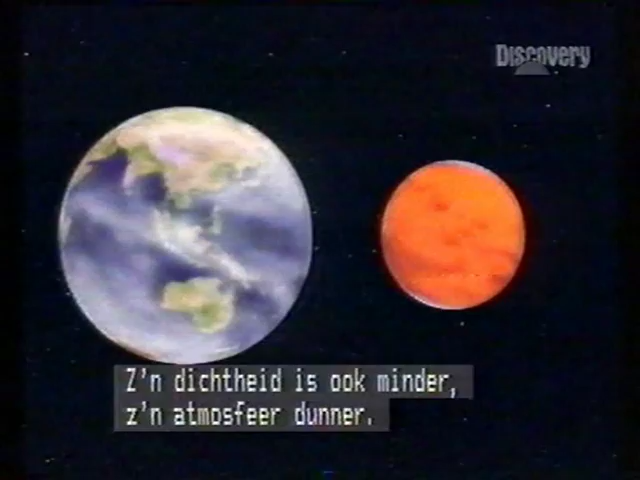 Discovery
Z'n dichtheid is ook minder,
z'n atmosfeer dunner.